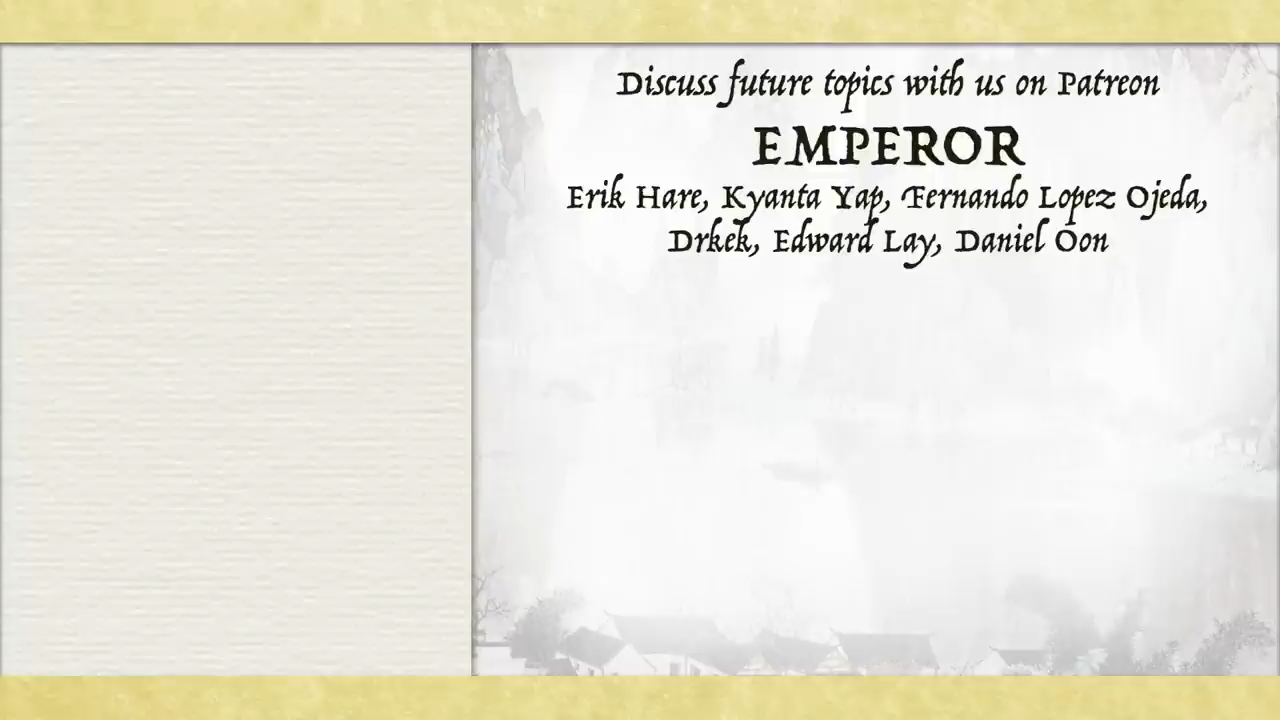 Discuss future topics with us on Patreon
EMPEROR
Erik Hare, Kyanta Yap, Fernando Lopez Ojeda,
Drkek, Edward Lay, Daniel Oon